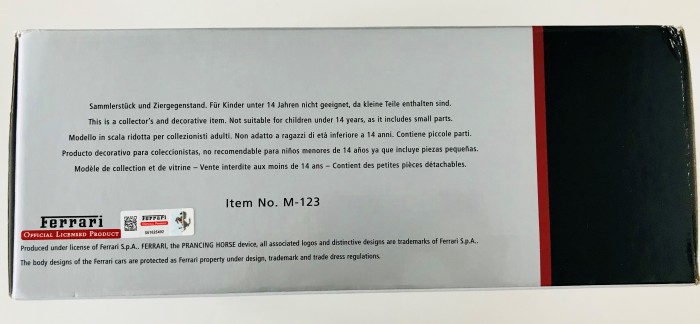 Sammlerstück und Ziergegenstand. Für Kinder unter 14 Jahren nicht geeignet, da kleine Teile enthalten sind.
This is a collector's and decorative item. Not suitable for children under 14 years, as it includes small parts.
Modello in scala ridotta per collezionisti adulti. Non adatto a ragazzi di età inferiore a 14 anni. Contiene piccole parti.
Producto decorativo para coleccionistas, no recomendable para niños menores de 14 años ya que incluye piezas pequeñas.
Modèle de collection et de vitrine – Vente interdite aux moins de 14 ans – Contient des petites pièces détachables.
Item No. M-123
Ferrari
OFFICIAL LICENSED PRODUCT
Ferrari
Produced under license of Ferrari S.p.A.. FERRARI, the PRANCING HORSE device, all associated logos and distinctive designs are trademarks of Ferrari S.p.A..
The body designs of the Ferrari cars are protected as Ferrari property under design, trademark and trade dress regulations.